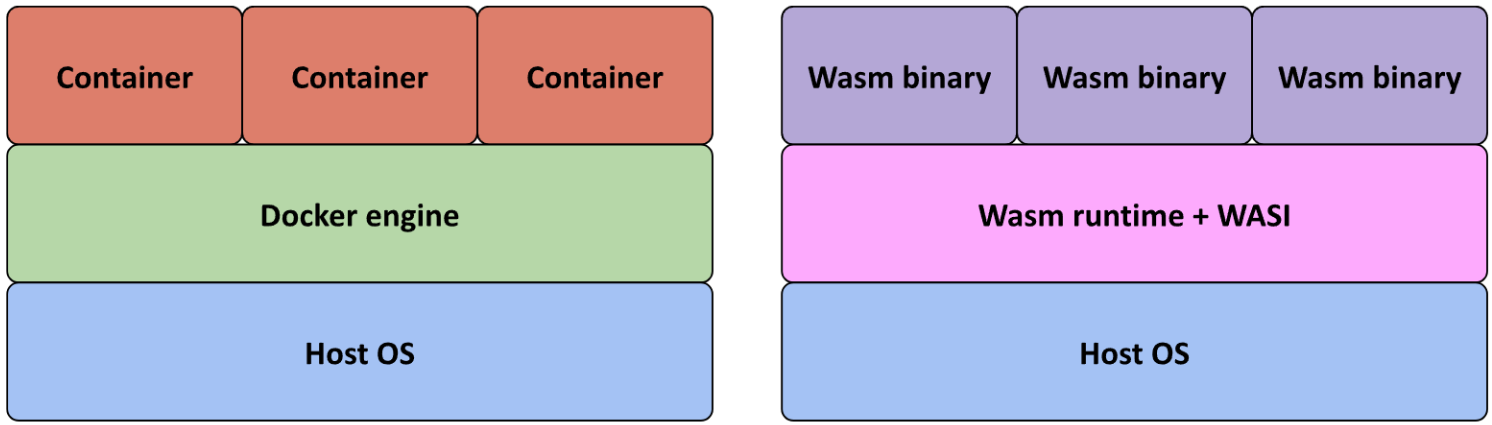 Container
Container
Container
Docker engine
Host OS
Wasm binary
Wasm binary
Wasm binary
Wasm runtime + WASI
Host OS